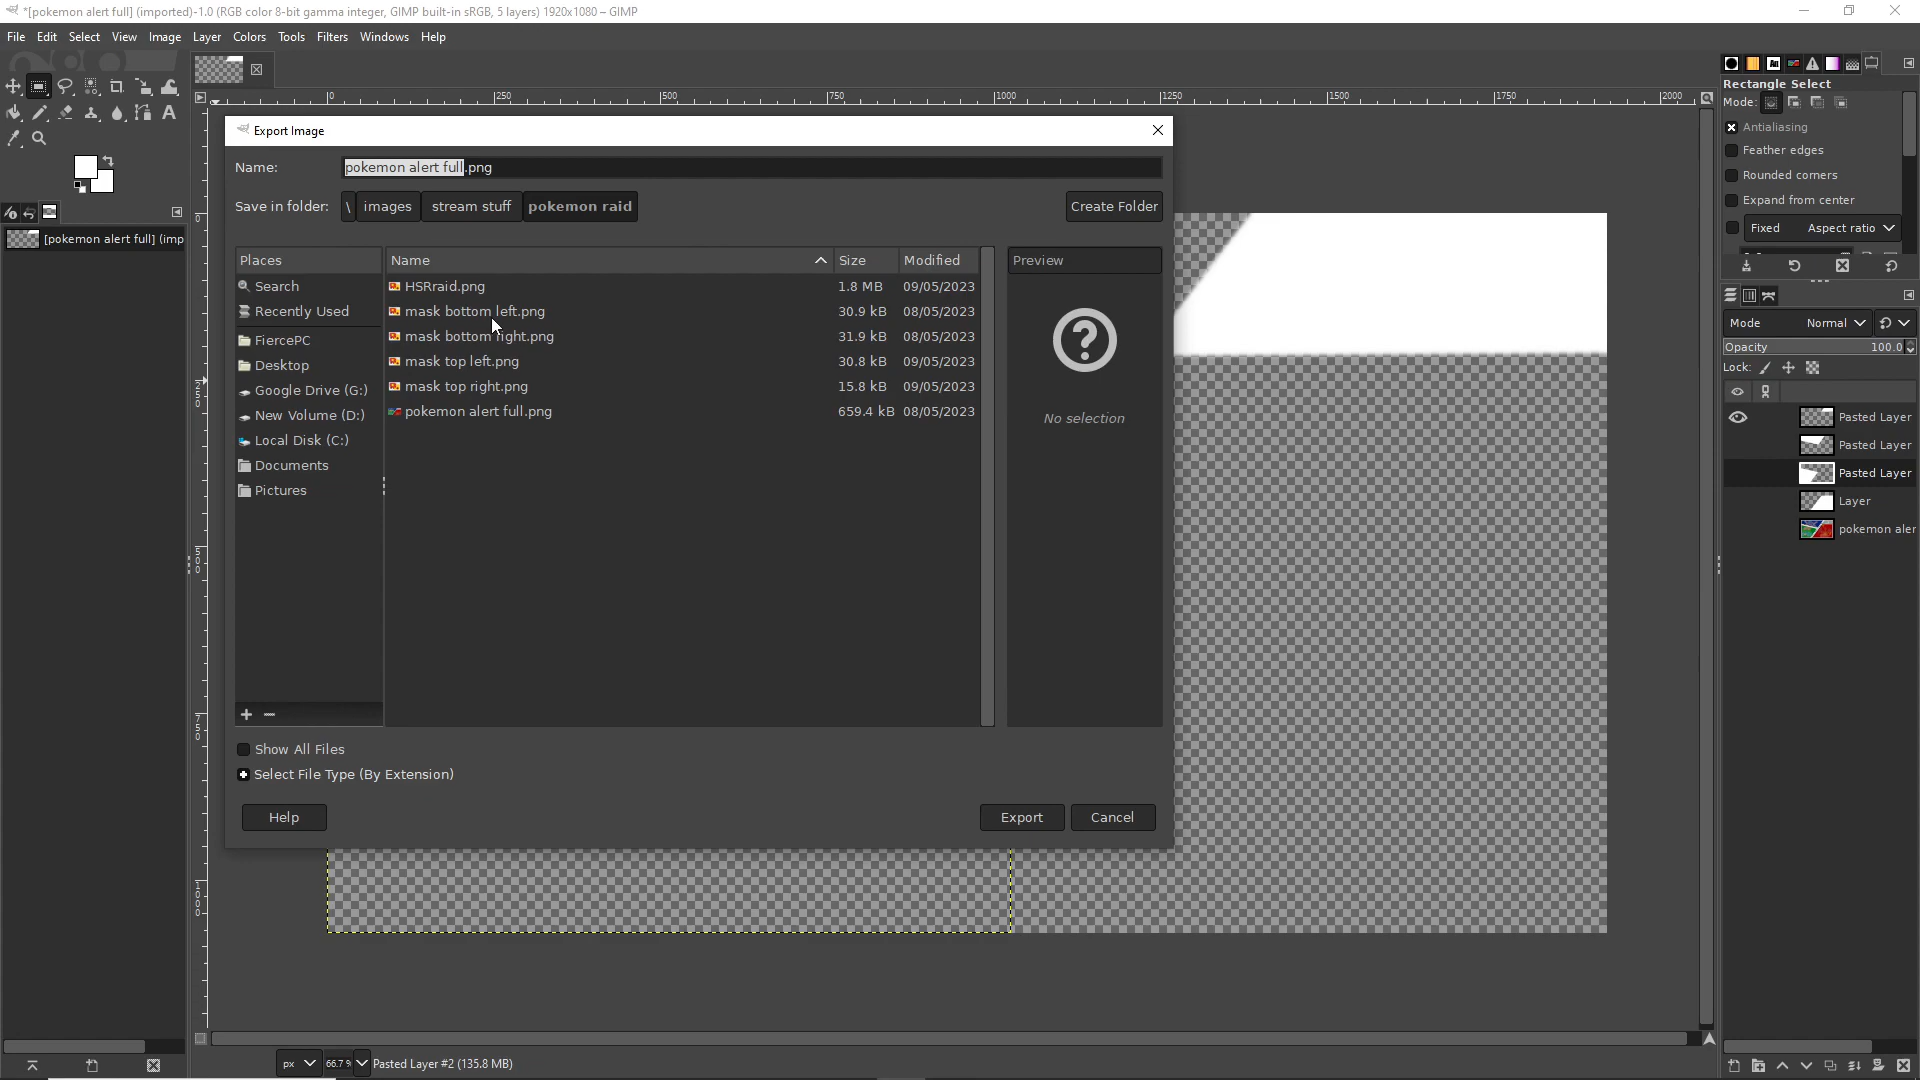 *[pokemon alert full] (imported)-1.0 (RGB color 8-bit gamma integer, GIMP built-in sRGB, 5 layers) 1920x1080 – GIMP
File Edit Select View Image Layer Colors Tools Filters Windows Help
0 250 500 750 1000 1250 1500 1750 2000
Rectangle Select
Mode:
Antialiasing
Feather edges
Rounded corners
Expand from center
Fixed Aspect ratio
[pokemon alert full] (imp
Export Image
Name: pokemon alert full.png
Save in folder: \ images stream stuff pokemon raid Create Folder
Places
Search
Recently Used
FiercePC
Desktop
Google Drive (G:)
New Volume (D:)
Local Disk (C:)
Documents
Pictures
Name Size Modified
HSRraid.png 1.8 MB 09/05/2023
mask bottom left.png 30.9 kB 08/05/2023
mask bottom right.png 31.9 kB 08/05/2023
mask top left.png 30.8 kB 09/05/2023
mask top right.png 15.8 kB 09/05/2023
pokemon alert full.png 659.4 kB 08/05/2023
Preview
No selection
Show All Files
Select File Type (By Extension)
Help Export Cancel
0
250
500
750
1000
Mode Normal
Opacity 100.0
Lock:
Pasted Layer
Pasted Layer
Pasted Layer
Layer
pokemon aler
px 66.7 % Pasted Layer #2 (135.8 MB)